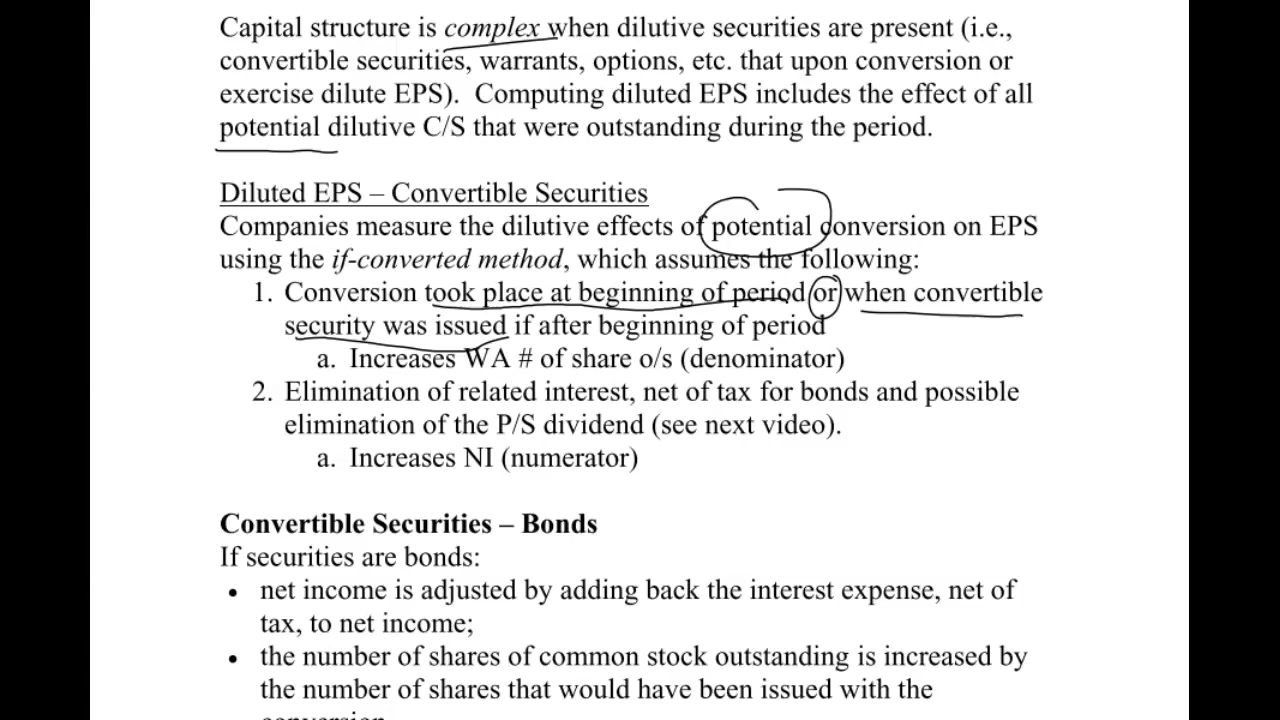 Capital structure is complex when dilutive securities are present (i.e.,
convertible securities, warrants, options, etc. that upon conversion or
exercise dilute EPS).  Computing diluted EPS includes the effect of all
potential dilutive C/S that were outstanding during the period.
Diluted EPS – Convertible Securities
Companies measure the dilutive effects of potential conversion on EPS
using the if-converted method, which assumes the following:
1. Conversion took place at beginning of period or when convertible
security was issued if after beginning of period
a. Increases WA # of share o/s (denominator)
2. Elimination of related interest, net of tax for bonds and possible
elimination of the P/S dividend (see next video).
a. Increases NI (numerator)
Convertible Securities – Bonds
If securities are bonds:
• net income is adjusted by adding back the interest expense, net of
tax, to net income;
• the number of shares of common stock outstanding is increased by
the number of shares that would have been issued with the